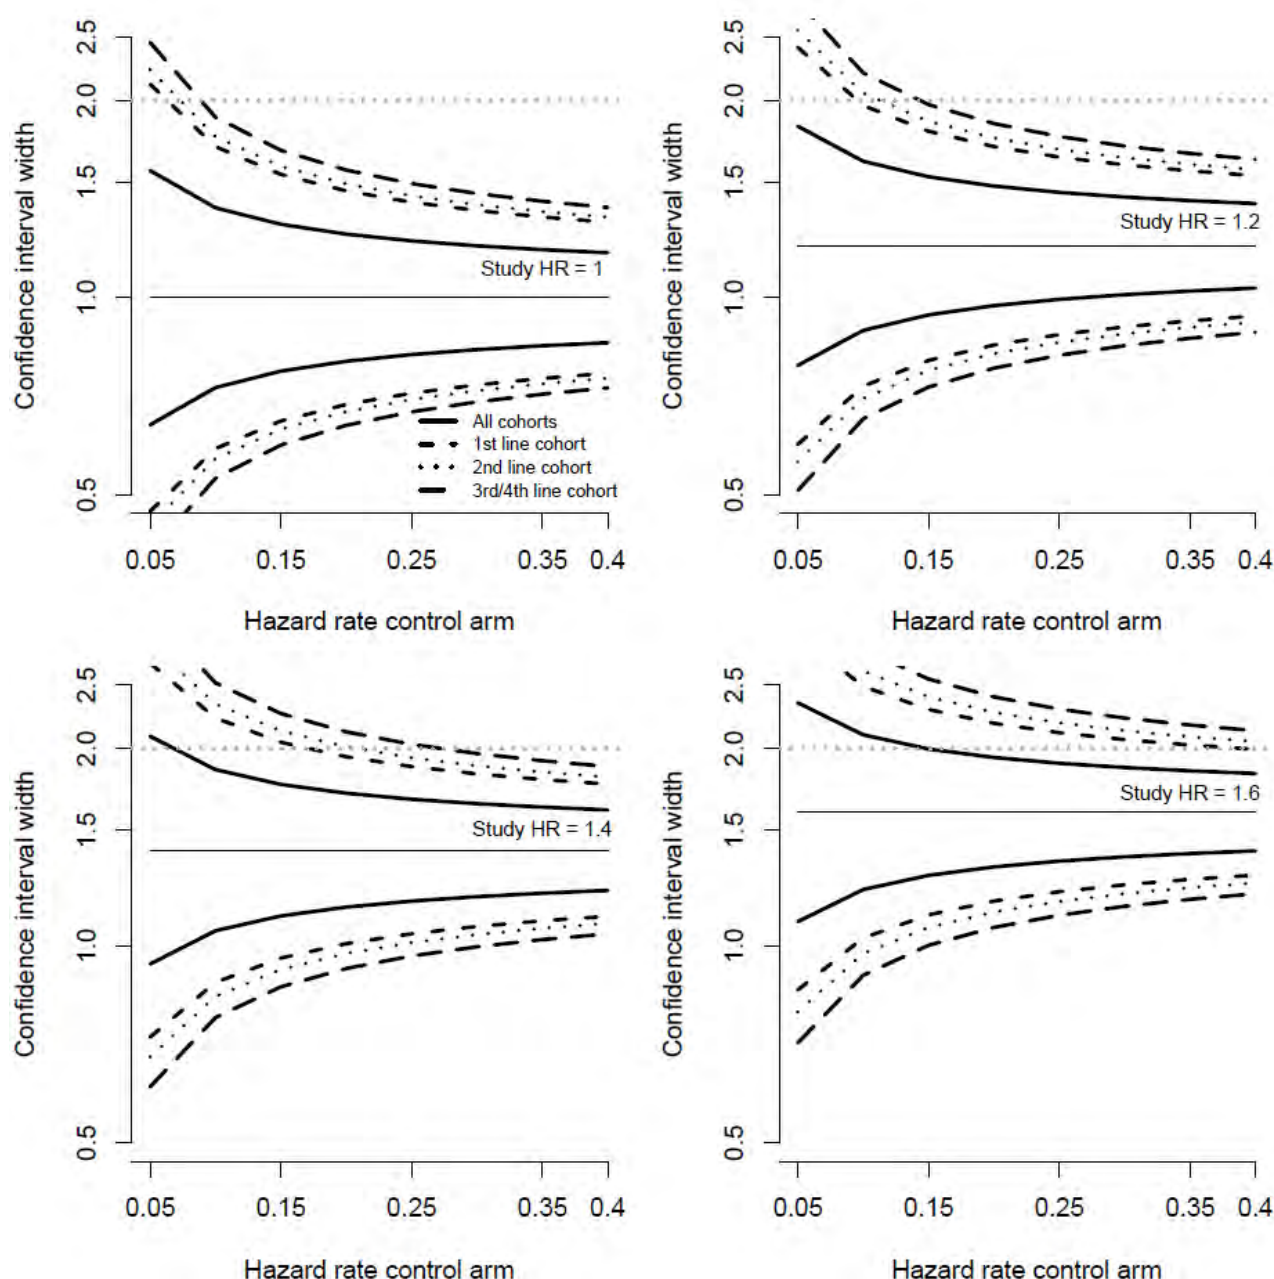 Confidence interval width
2.5
2.0
1.5
1.0
0.5
Study HR = 1
All cohorts
1st line cohort
2nd line cohort
3rd/4th line cohort
0.05 0.15 0.25 0.35 0.4
Hazard rate control arm
Confidence interval width
2.5
2.0
1.5
1.0
0.5
Study HR = 1.2
0.05 0.15 0.25 0.35 0.4
Hazard rate control arm
Confidence interval width
2.5
2.0
1.5
1.0
0.5
Study HR = 1.4
0.05 0.15 0.25 0.35 0.4
Hazard rate control arm
Confidence interval width
2.5
2.0
1.5
1.0
0.5
Study HR = 1.6
0.05 0.15 0.25 0.35 0.4
Hazard rate control arm